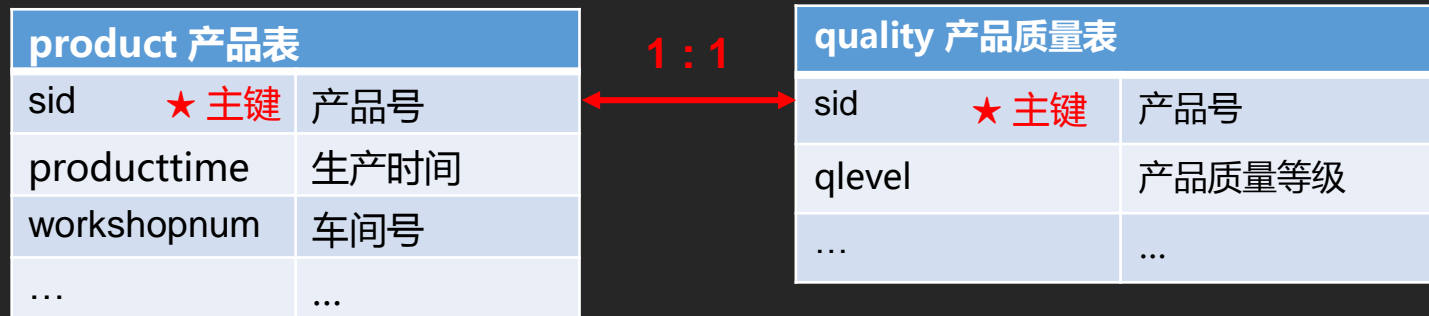 product 产品表
sid ★ 主键 产品号
producttime 生产时间
workshopnum 车间号
… ...
1 : 1
quality 产品质量表
sid ★ 主键 产品号
qlevel 产品质量等级
… ...